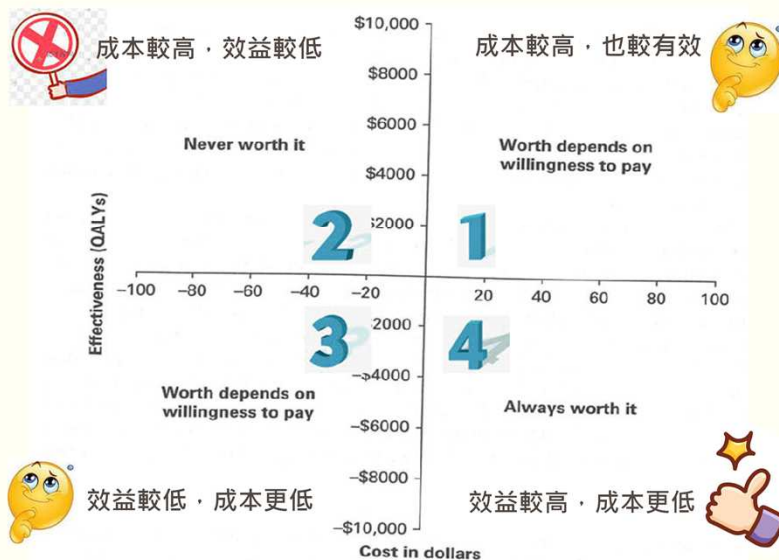 $10,000
成本較高，效益較低
成本較高，也較有效
$8000
$6000
Never worth it
Worth depends on
willingness to pay
$4000
Effectiveness (QALYs)
2
$2000
1
−100 −80 −60 −40 −20 20 40 60 80 100
3
2000
4
−$4000
Worth depends on
willingness to pay
Always worth it
−$6000
−$8000
效益較低，成本更低
效益較高，成本更低
−$10,000
Cost in dollars